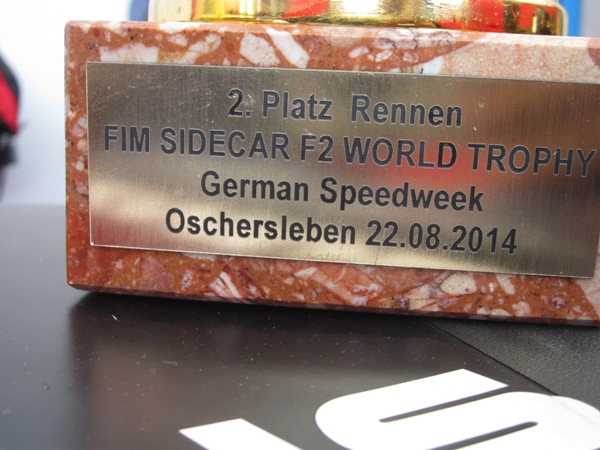 2. Platz Rennen
FIM SIDECAR F2 WORLD TROPHY
German Speedweek
Oschersleben 22.08.2014